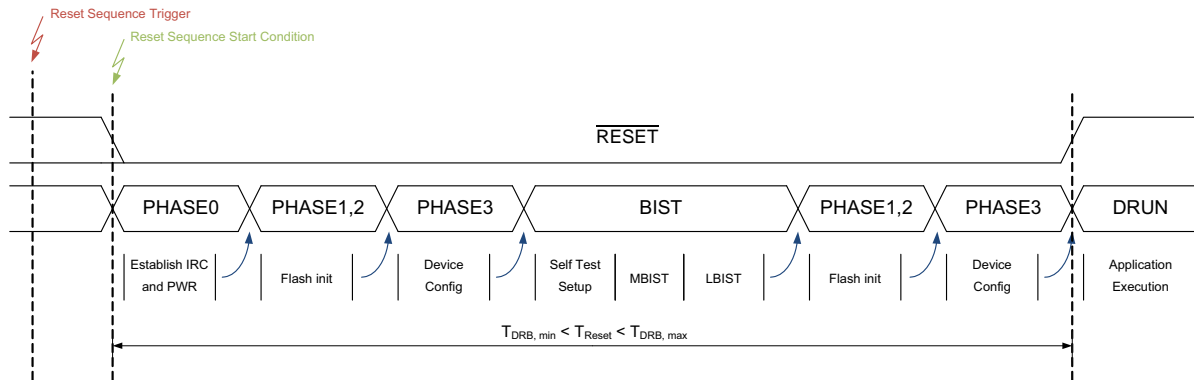 Reset Sequence Trigger
Reset Sequence Start Condition
RESET
PHASE0
PHASE1,2
PHASE3
BIST
PHASE1,2
PHASE3
DRUN
Establish IRC
and PWR
Flash init
Device
Config
Self Test
Setup
MBIST
LBIST
Flash init
Device
Config
Application
Execution
TDRB, min < TReset < TDRB, max